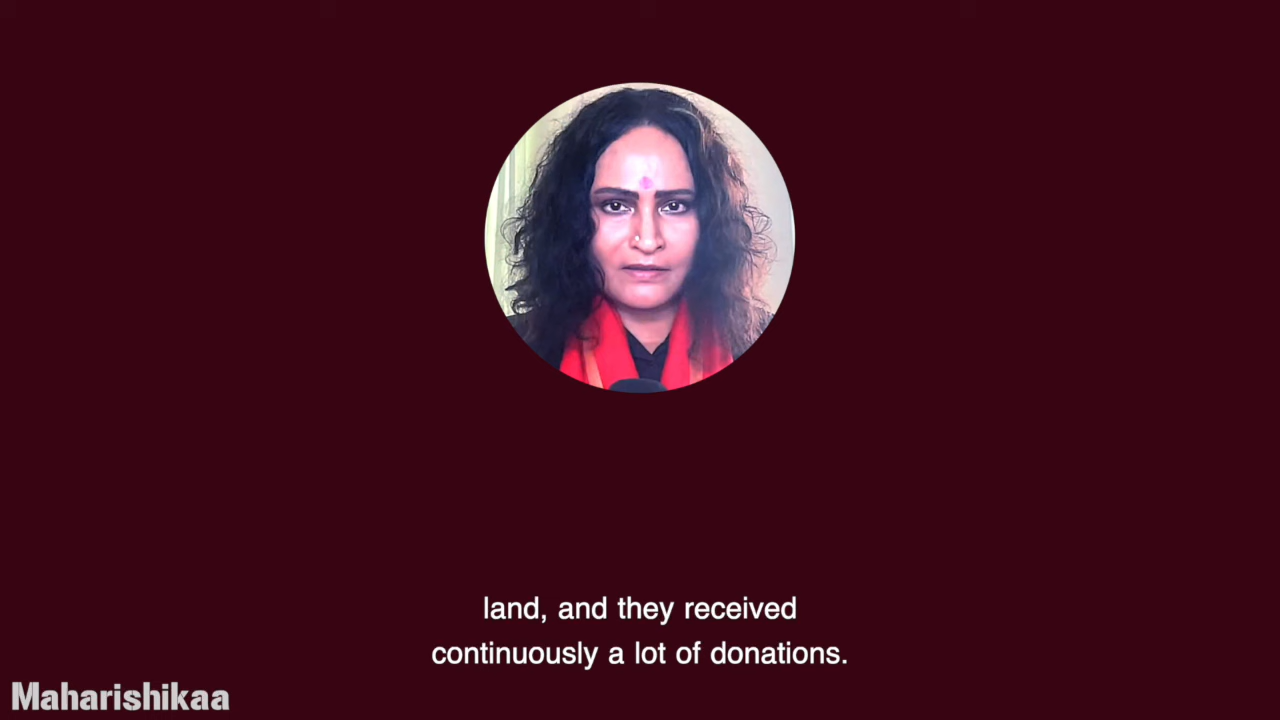 land, and they received
continuously a lot of donations.
Maharishikaa